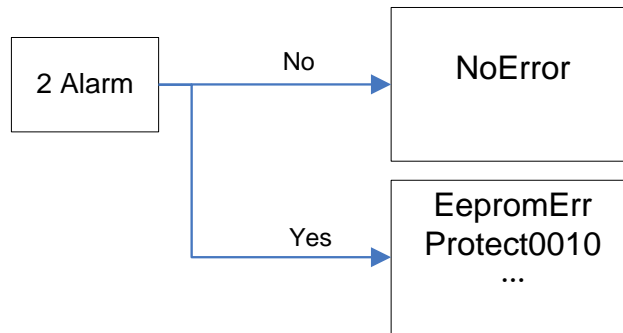 2 Alarm
No
NoError
Yes
EepromErr
Protect0010
...